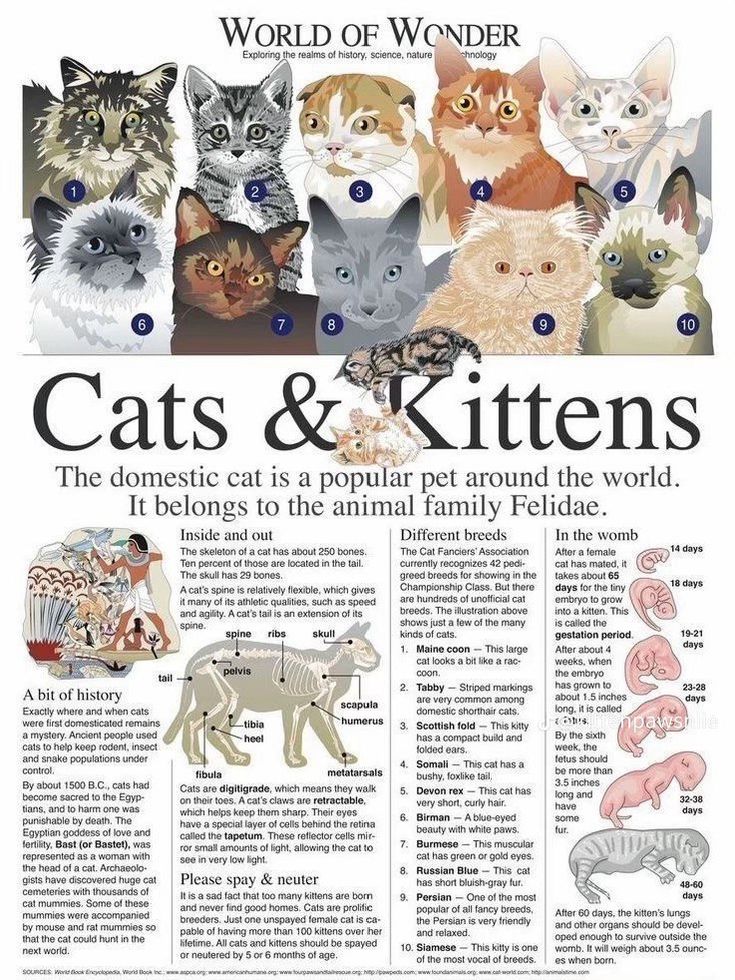 WORLD OF WONDER
Exploring the realms of history, science, nature
1
2
3
4
5
6
7
8
9
10
Cats & Kittens
The domestic cat is a popular pet around the world.
It belongs to the animal family Felidae.
A bit of history
Exactly where and when cats
were first domesticated remains
a mystery. Ancient people used
cats to help keep rodent, insect
and snake populations under
control.
By about 1500 B.C., cats had
become sacred to the Egyp-
tians, and to harm one was
punishable by death. The
Egyptian goddess of love and
fertility, Bast (or Bastet), was
represented as a woman with
the head of a cat. Archaeolo-
gists have discovered huge cat
cemeteries with thousands of
cat mummies. Some of these
mummies were accompanied
by mouse and rat mummies so
that the cat could hunt in the
next world.
Inside and out
The skeleton of a cat has about 250 bones.
Ten percent of those are located in the tail.
The skull has 29 bones.
A cat's spine is relatively flexible, which gives
it many of its athletic qualities, such as speed
and agility. A cat's tail is an extension of its
spine.
spine
ribs
skull
pelvis
tail
scapula
humerus
tibia
heel
fibula
metatarsals
Cats are digitigrade, which means they walk
on their toes. A cat's claws are retractable,
which helps keep them sharp. Their eyes
have a special layer of cells behind the retina
called the tapetum. These reflector cells mir-
ror small amounts of light, allowing the cat to
see in very low light.
Please spay & neuter
It is a sad fact that too many kittens are born
and never find good homes. Cats are prolific
breeders. Just one unspayed female cat is ca-
pable of having more than 100 kittens over her
lifetime. All cats and kittens should be spayed
or neutered by 5 or 6 months of age.
Different breeds
The Cat Fanciers' Association
currently recognizes 42 pedi-
greed breeds for showing in the
Championship Class. But there
are hundreds of unofficial cat
breeds. The illustration above
shows just a few of the many
kinds of cats.
1. Maine coon — This large
cat looks a bit like a rac-
coon.
2. Tabby — Striped markings
are very common among
domestic shorthair cats.
3. Scottish fold — This kitty
has a compact build and
folded ears.
4. Somali — This cat has a
bushy, foxlike tail.
5. Devon rex — This cat has
very short, curly hair.
6. Birman — A blue-eyed
beauty with white paws.
7. Burmese — This muscular
cat has green or gold eyes.
8. Russian Blue — This cat
has short bluish-gray fur.
9. Persian — One of the most
popular of all fancy breeds,
the Persian is very friendly
and relaxed.
10. Siamese — This kitty is one
of the most vocal of breeds.
In the womb
After a female
cat has mated, it
takes about 65
days for the tiny
embryo to grow
into a kitten. This
is called the
gestation period.
After about 4
weeks, when
the embryo
has grown to
about 1.5 inches
long, it is called
By the sixth
week, the
fetus should
be more than
3.5 inches
long and
have
some
fur.
14 days
18 days
19-21
days
23-28
days
32-38
days
48-60
days
After 60 days, the kitten's lungs
and other organs should be devel-
oped enough to survive outside the
womb. It will weigh about 3.5 ounc-
es when born.
SOURCES: World Book Encyclopedia, World Book Inc.; www.aspca.org; www.americanhumane.org;